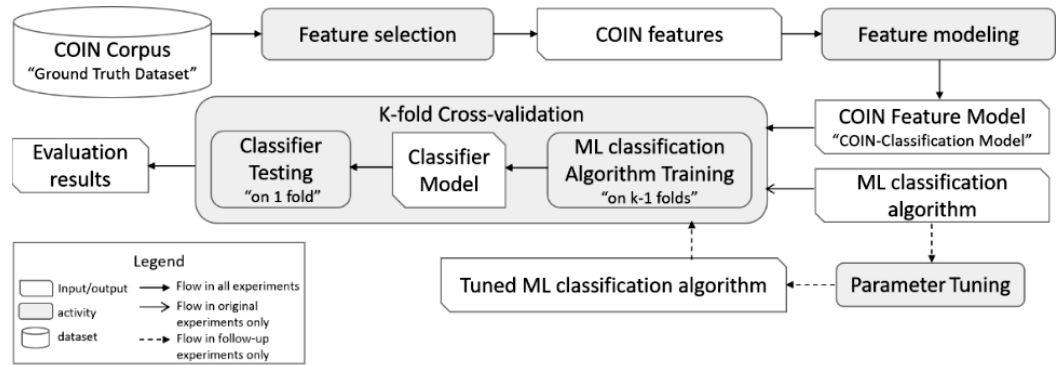 COIN Corpus
“Ground Truth Dataset”
Feature selection
COIN features
Feature modeling
COIN Feature Model
“COIN-Classification Model”
K-fold Cross-validation
ML classification
Algorithm Training
“on k-1 folds”
Classifier
Model
Classifier
Testing
“on 1 fold”
Evaluation
results
ML classification
algorithm
Parameter Tuning
Tuned ML classification algorithm
Legend
Input/output
activity
dataset
Flow in all experiments
Flow in original
experiments only
Flow in follow-up
experiments only